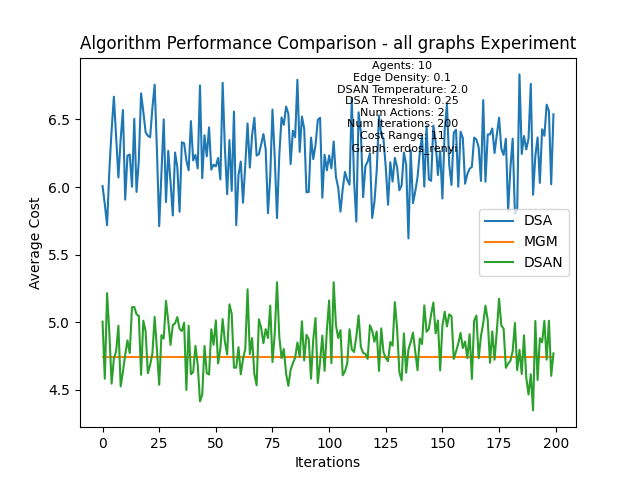 Algorithm Performance Comparison - all graphs Experiment
Agents: 10
Edge Density: 0.1
DSAN Temperature: 2.0
DSA Threshold: 0.25
Num Actions: 2
Num Iterations: 200
Cost Range: 11
Graph: erdos_renyi
6.5
6.0
5.5
5.0
4.5
Average Cost
DSA
MGM
DSAN
0
25
50
75
100
125
150
175
200
Iterations